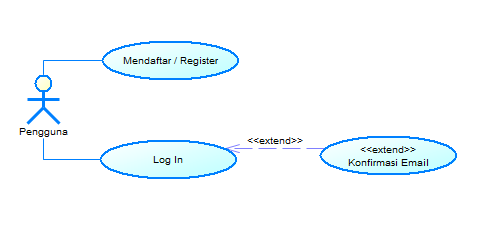 Mendaftar / Register
Pengguna
Log In
<<extend>>
<<extend>>
Konfirmasi Email